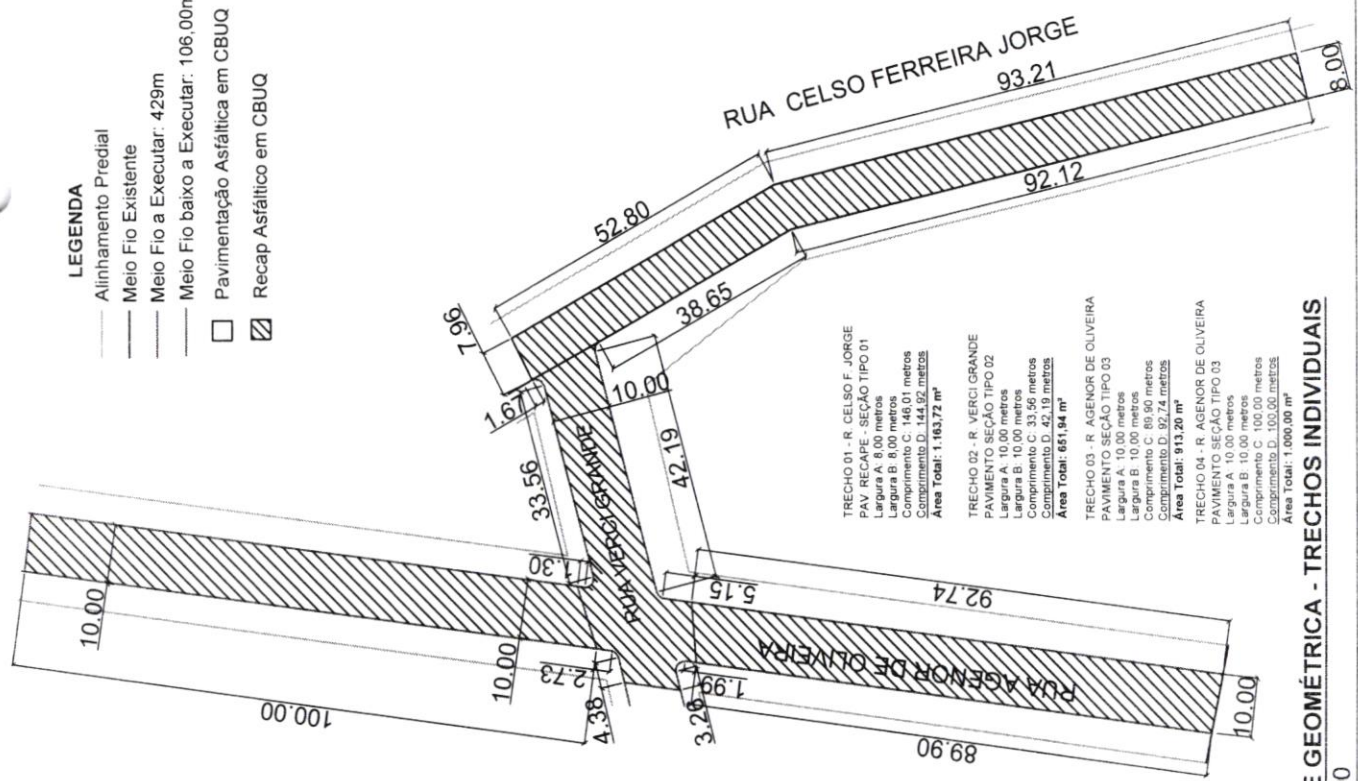 LEGENDA
Alinhamento Predial
Meio Fio Existente
Meio Fio a Executar: 429m
Meio Fio baixo a Executar: 106,00m
Pavimentação Asfáltica em CBUQ
Recap Asfáltico em CBUQ
RUA CELSO FERREIRA JORGE
93.21
92.12
8.00
52.80
38.65
7.96
1.67
10.00
33.56
RUA VERCI GRANDE
42.19
1.30
10.00
10.00
100.00
2.73
4.38
3.26
1.99
5.15
92.74
RUA AGENOR DE OLIVEIRA
89.90
10.00
TRECHO 01 - R. CELSO F. JORGE
PAV RECAPE - SEÇÃO TIPO 01
Largura A: 8,00 metros
Largura B: 8,00 metros
Comprimento C: 146,01 metros
Comprimento D: 144,92 metros
Área Total: 1.163,72 m²
TRECHO 02 - R. VERCI GRANDE
PAVIMENTO SEÇÃO TIPO 02
Largura A: 10,00 metros
Largura B: 10,00 metros
Comprimento C: 33,56 metros
Comprimento D: 42,19 metros
Área Total: 651,94 m²
TRECHO 03 - R. AGENOR DE OLIVEIRA
PAVIMENTO SEÇÃO TIPO 03
Largura A: 10,00 metros
Largura B: 10,00 metros
Comprimento C: 89,90 metros
Comprimento D: 92,74 metros
Área Total: 913,20 m²
TRECHO 04 - R. AGENOR DE OLIVEIRA
PAVIMENTO SEÇÃO TIPO 03
Largura A: 10,00 metros
Largura B: 10,00 metros
Comprimento C: 100,00 metros
Comprimento D: 100,00 metros
Área Total: 1.000,00 m²
E GEOMÉTRICA - TRECHOS INDIVIDUAIS
0